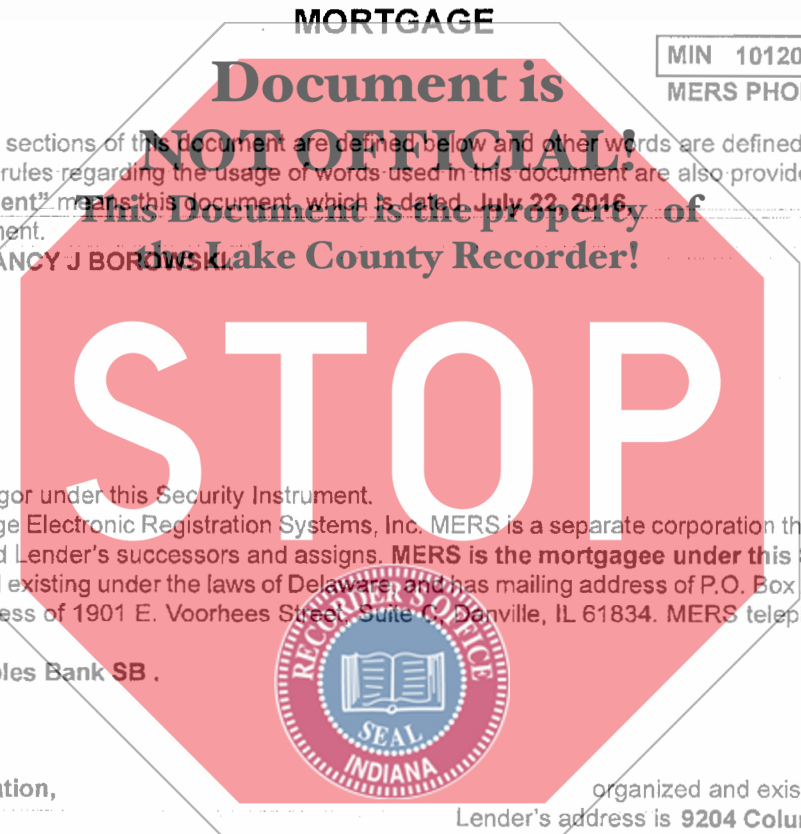 MORTGAGE
MIN 10120
MERS PHO
Document is
NOT OFFICIAL!
This Document is the property of
the Lake County Recorder!
sections of this document are defined below and other words are defined
rules regarding the usage of words used in this document are also provide
ent" means this document, which is dated July 22, 2016,
ment.
ANCY J BOROWSKI.
STOP
gor under this Security Instrument.
ge Electronic Registration Systems, Inc. MERS is a separate corporation th
d Lender's successors and assigns. MERS is the mortgagee under this
existing under the laws of Delaware, and has mailing address of P.O. Box
ess of 1901 E. Voorhees Street, Suite C, Danville, IL 61834. MERS telep
RECORDER'S OFFICE
SEAL
INDIANA
les Bank SB .
tion,
organized and exis
Lender's address is 9204 Colu